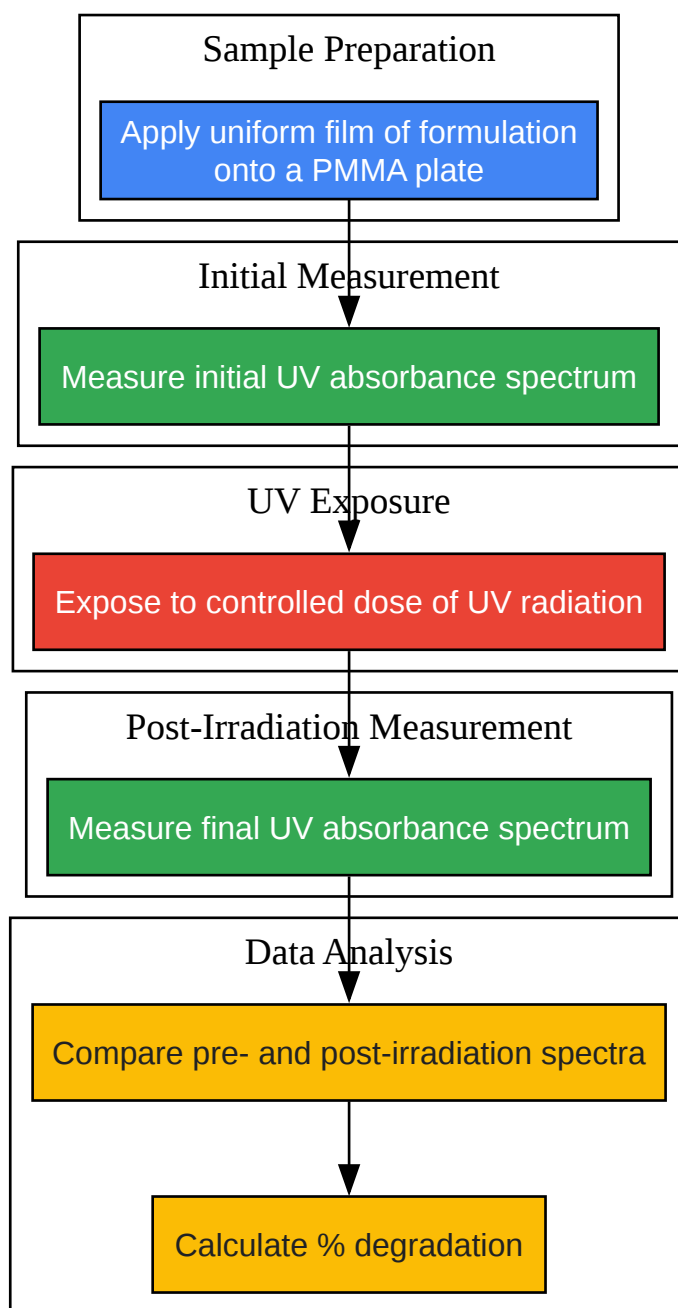 Sample Preparation
Apply uniform film of formulation
onto a PMMA plate
Initial Measurement
Measure initial UV absorbance spectrum
UV Exposure
Expose to controlled dose of UV radiation
Post-Irradiation Measurement
Measure final UV absorbance spectrum
Data Analysis
Compare pre- and post-irradiation spectra
Calculate % degradation